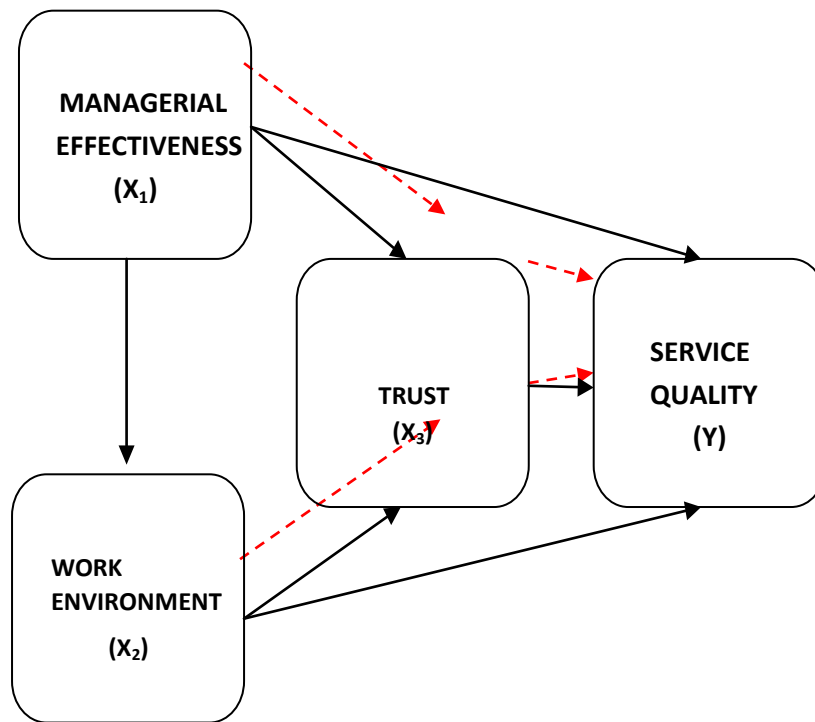 MANAGERIAL
EFFECTIVENESS
(X₁)
TRUST
(X₃)
SERVICE
QUALITY
(Y)
WORK
ENVIRONMENT
(X₂)